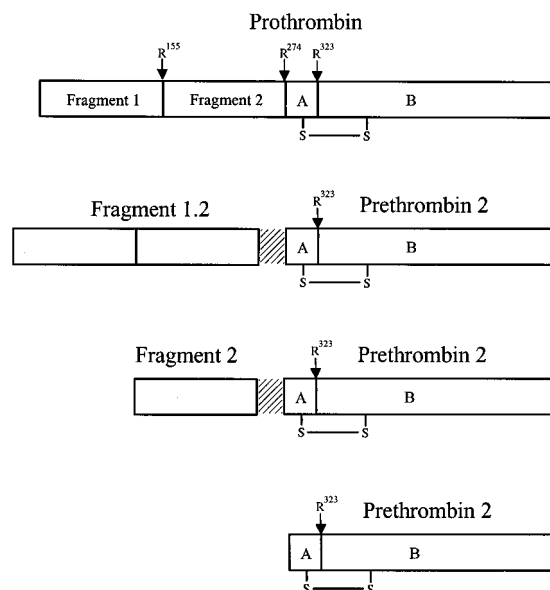 Prothrombin
R155 R274 R323
Fragment 1 Fragment 2 A B
S S
Fragment 1.2 R323 Prethrombin 2
A B
S S
Fragment 2 R323 Prethrombin 2
A B
S S
R323 Prethrombin 2
A B
S S